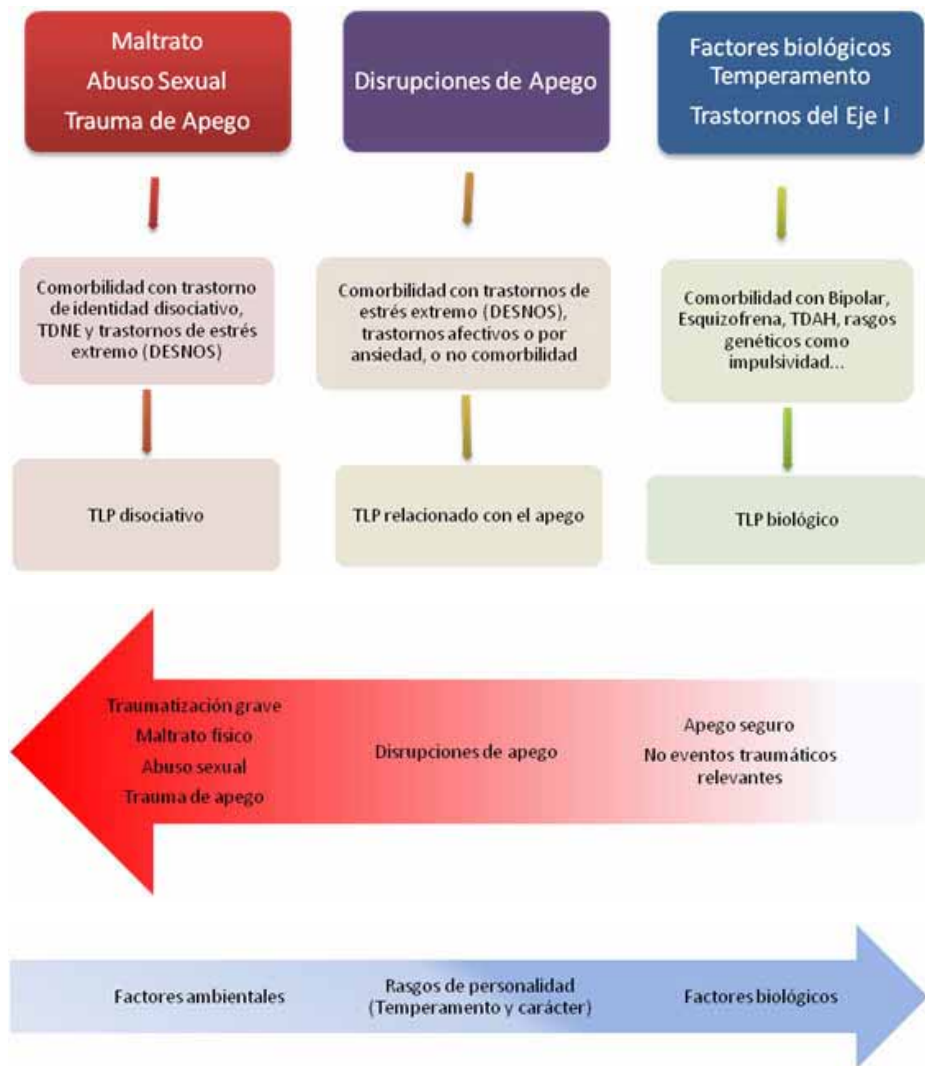 Maltrato
Abuso Sexual
Trauma de Apego
Disrupciones de Apego
Factores biológicos
Temperamento
Trastornos del Eje I
Comorbilidad con trastorno
de identidad disociativo,
TDNE y trastornos de estrés
extremo (DESNOS)
Comorbilidad con trastornos de
estrés extremo (DESNOS),
trastornos afectivos o por
ansiedad, o no comorbilidad
Comorbilidad con Bipolar,
Esquizofrena, TDAH, rasgos
genéticos como
impulsividad...
TLP disociativo
TLP relacionado con el apego
TLP biológico
Traumatización grave
Maltrato físico
Abuso sexual
Trauma de apego
Disrupciones de apego
Apego seguro
No eventos traumáticos
relevantes
Factores ambientales
Rasgos de personalidad
(Temperamento y carácter)
Factores biológicos